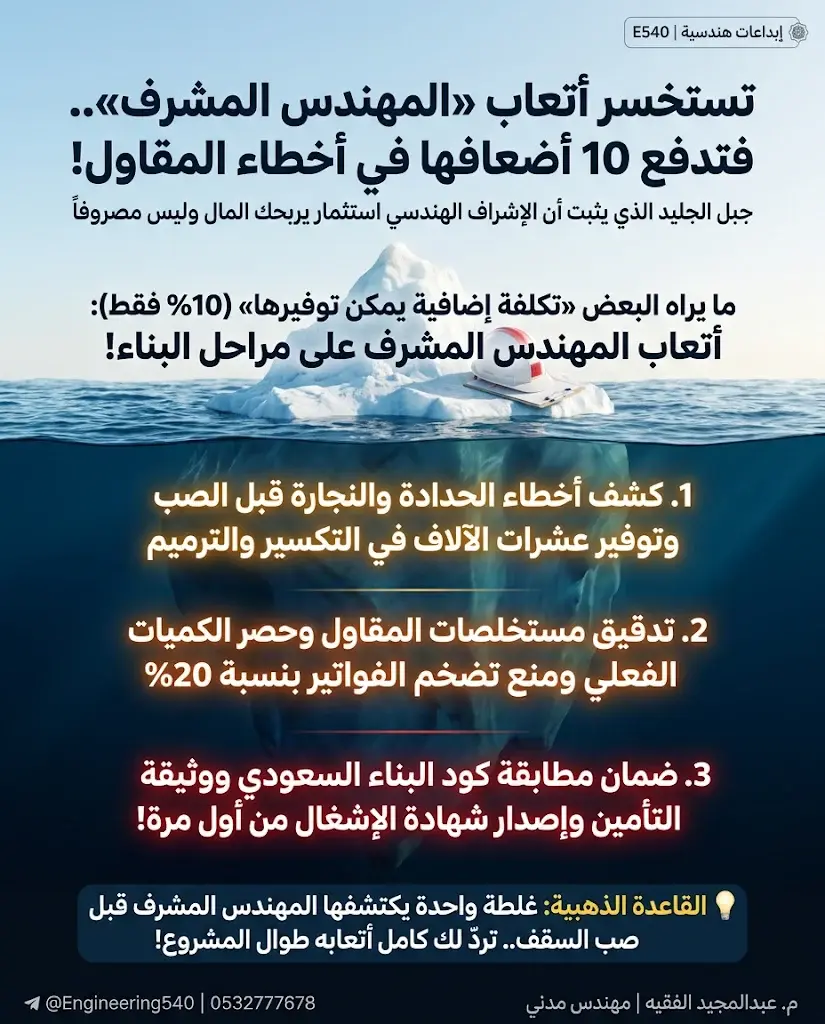 إبداعات هندسية | E540
تستخسر أتعاب «المهندس المشرف»..
فتدفع 10 أضعافها في أخطاء المقاول!
جبل الجليد الذي يثبت أن الإشراف الهندسي استثمار يربحك المال وليس مصروفاً
ما يراه البعض «تكلفة إضافية يمكن توفيرها» (10% فقط):
أتعاب المهندس المشرف على مراحل البناء!
1. كشف أخطاء الحدادة والنجارة قبل الصب
وتوفير عشرات الآلاف في التكسير والترميم
2. تدقيق مستخلصات المقاول وحصر الكميات
الفعلي ومنع تضخم الفواتير بنسبة 20%
3. ضمان مطابقة كود البناء السعودي ووثيقة
التأمين وإصدار شهادة الإشغال من أول مرة!
القاعدة الذهبية: غلطة واحدة يكتشفها المهندس المشرف قبل
صب السقف.. تردّ لك كامل أتعابه طوال المشروع!
م. عبدالمجيد الفقيه | مهندس مدني
@Engineering540 | 0532777678